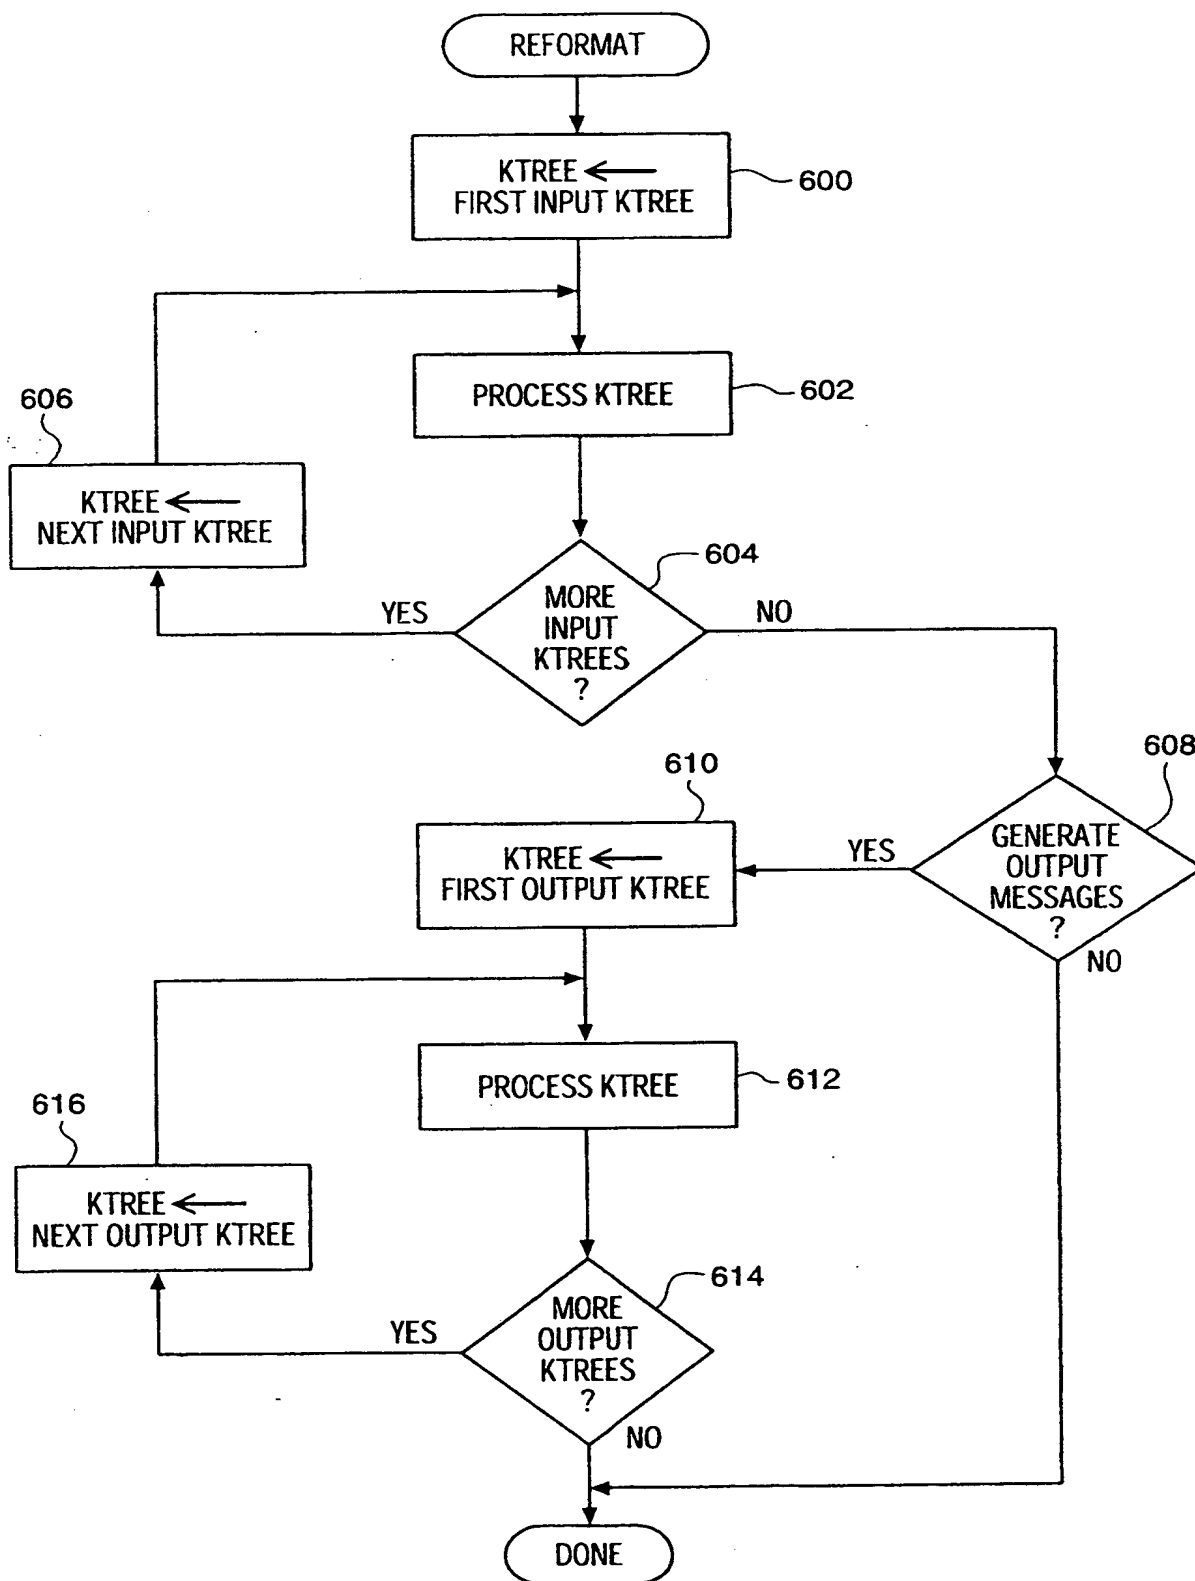 REFORMAT
KTREE ←
FIRST INPUT KTREE
600
PROCESS KTREE
602
606
KTREE ←
NEXT INPUT KTREE
604
YES
MORE
INPUT
KTREES
?
NO
608
610
KTREE ←
FIRST OUTPUT KTREE
YES
GENERATE
OUTPUT
MESSAGES
?
NO
PROCESS KTREE
612
616
KTREE ←
NEXT OUTPUT KTREE
614
YES
MORE
OUTPUT
KTREES
?
NO
DONE